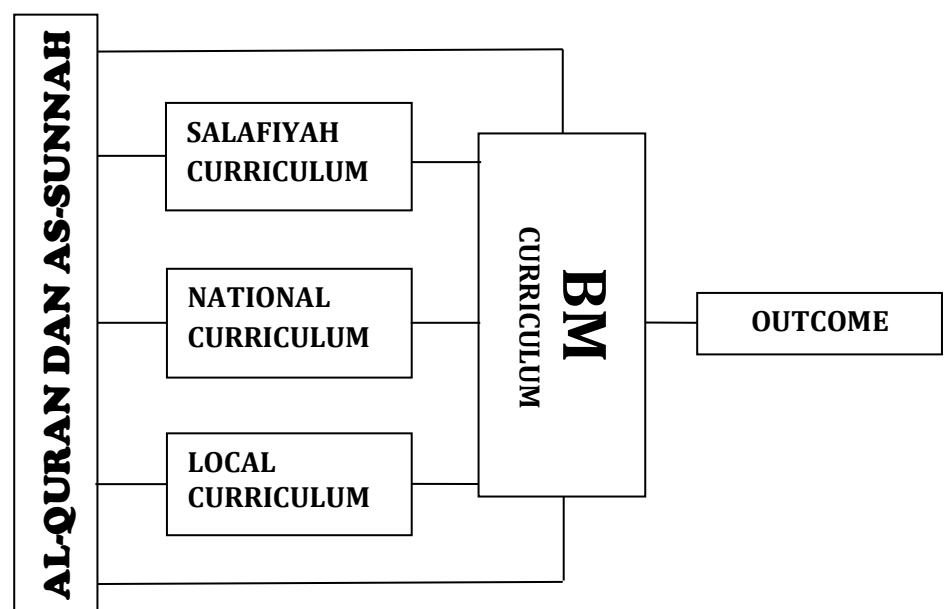 AL-QURAN DAN AS-SUNNAH
SALAFIYAH
CURRICULUM
NATIONAL
CURRICULUM
LOCAL
CURRICULUM
BM
CURRICULUM
OUTCOME